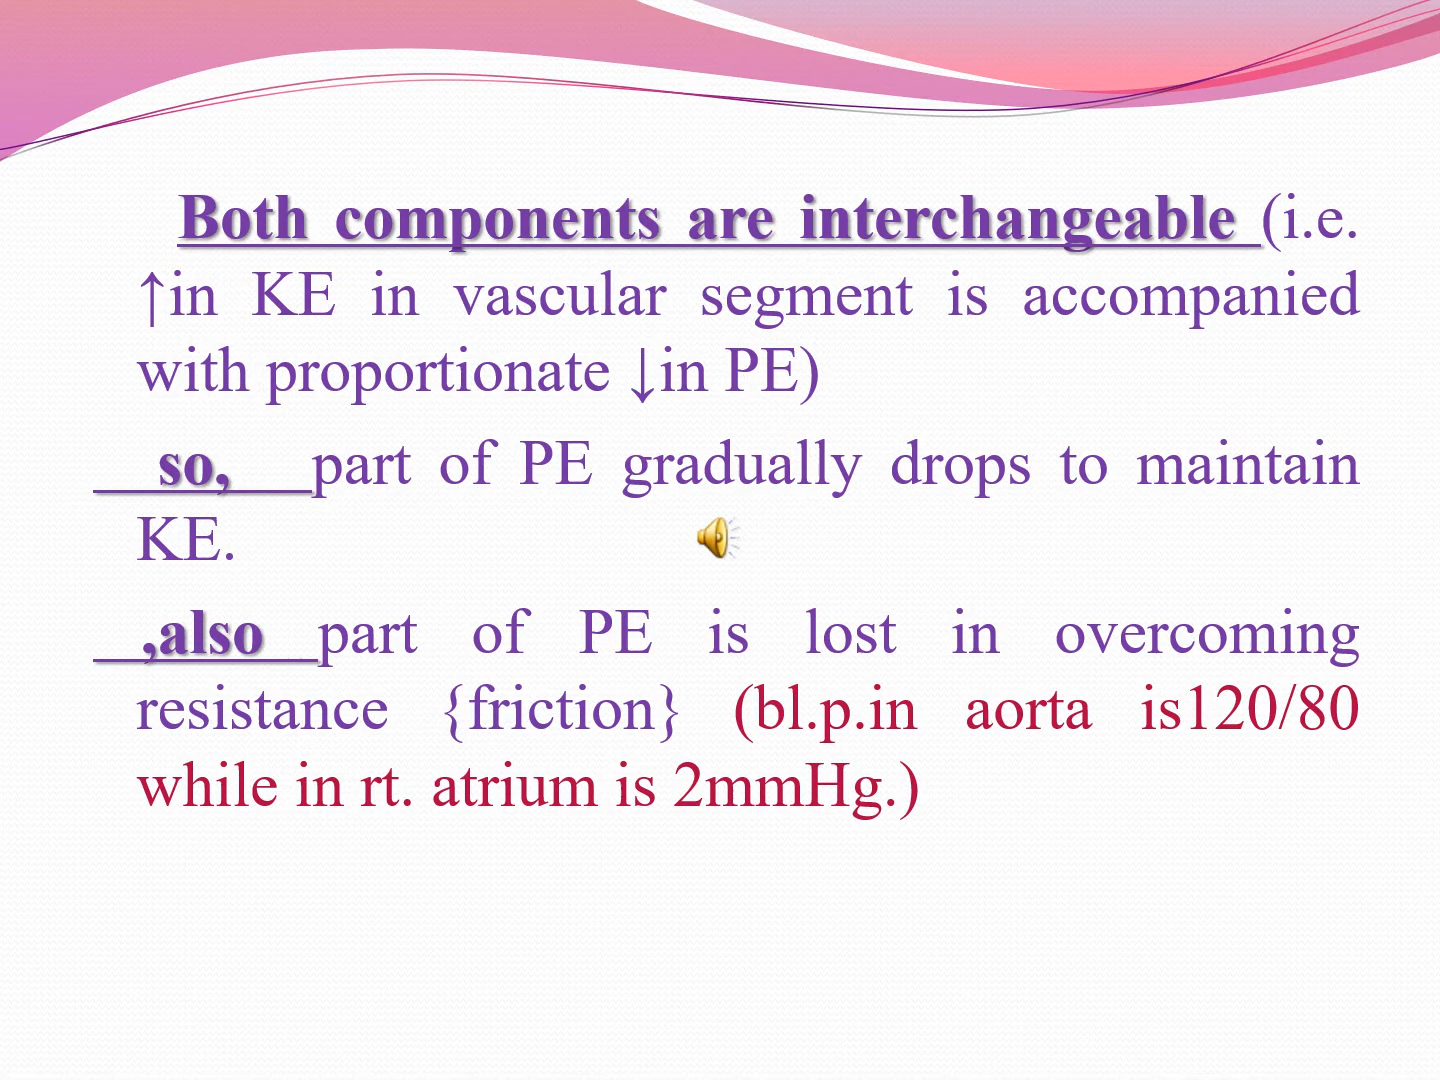 Both components are interchangeable (i.e.
↑in KE in vascular segment is accompanied
with proportionate ↓in PE)
so, part of PE gradually drops to maintain
KE.
,also part of PE is lost in overcoming
resistance {friction} (bl.p.in aorta is120/80
while in rt. atrium is 2mmHg.)